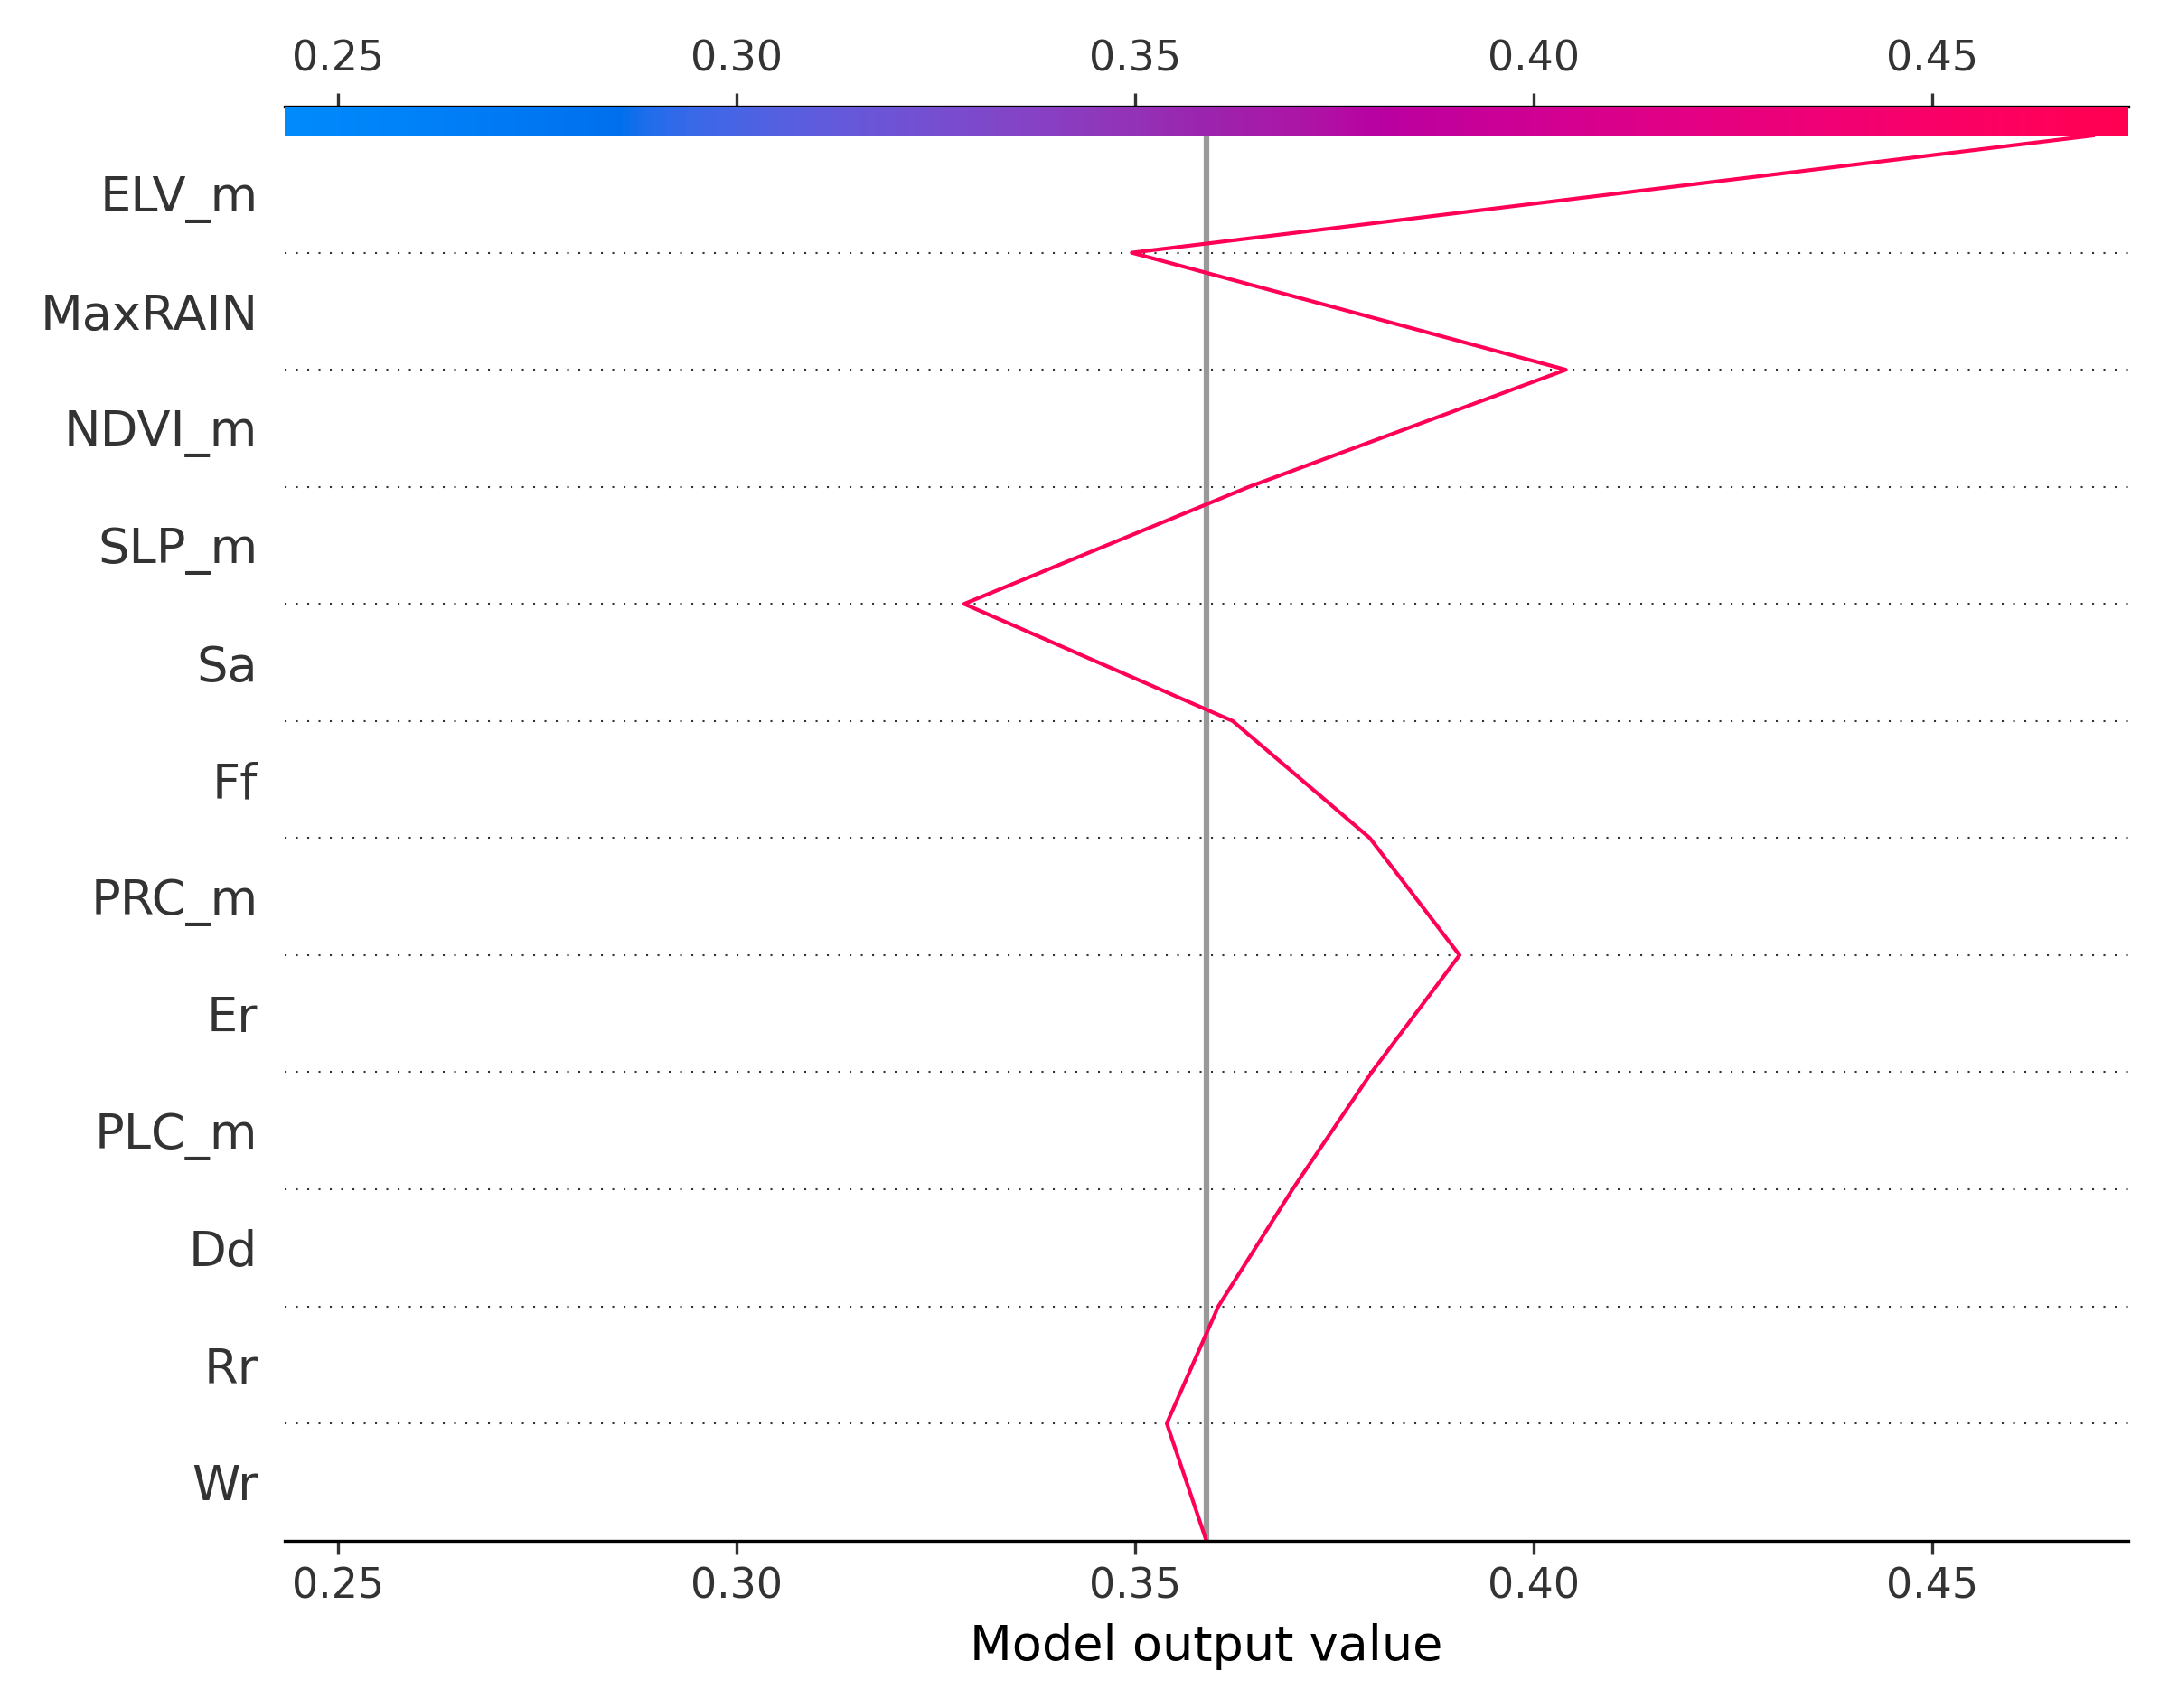 0.25 0.30 0.35 0.40 0.45
ELV_m
MaxRAIN
NDVI_m
SLP_m
Sa
Ff
PRC_m
Er
PLC_m
Dd
Rr
Wr
0.25 0.30 0.35 0.40 0.45
Model output value